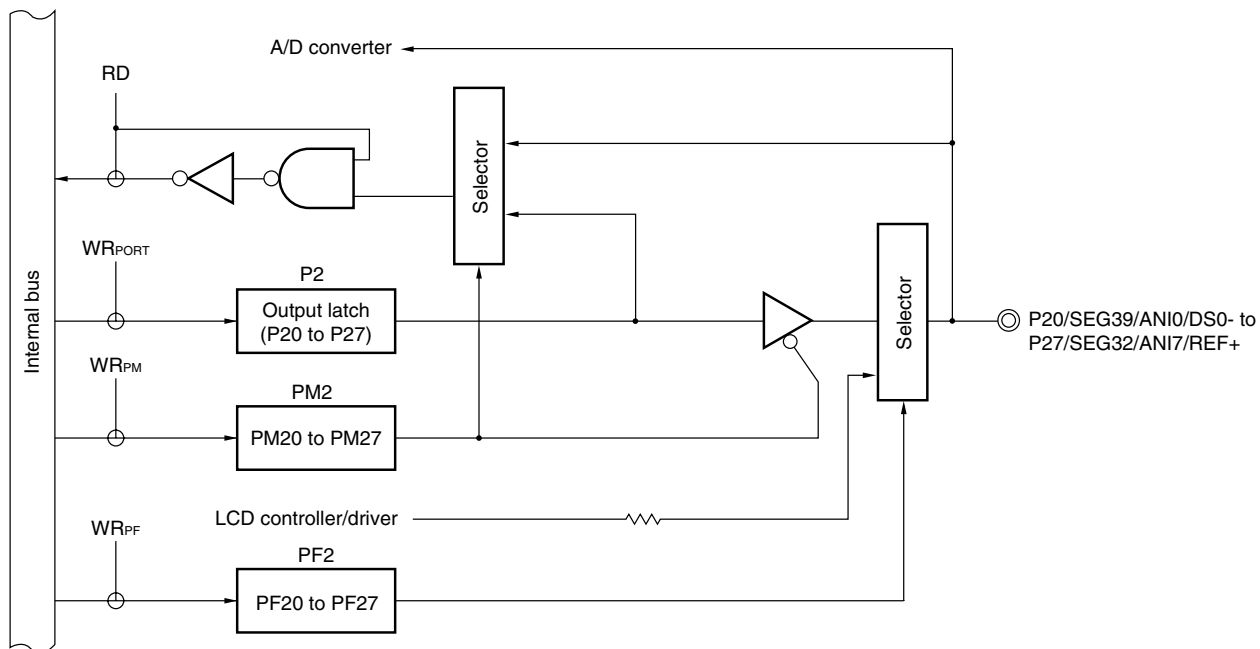 A/D converter
RD
Selector
Internal bus
WRPORT
P2
Output latch
(P20 to P27)
Selector
P20/SEG39/ANI0/DS0- to
P27/SEG32/ANI7/REF+
WRPM
PM2
PM20 to PM27
LCD controller/driver
WRPF
PF2
PF20 to PF27